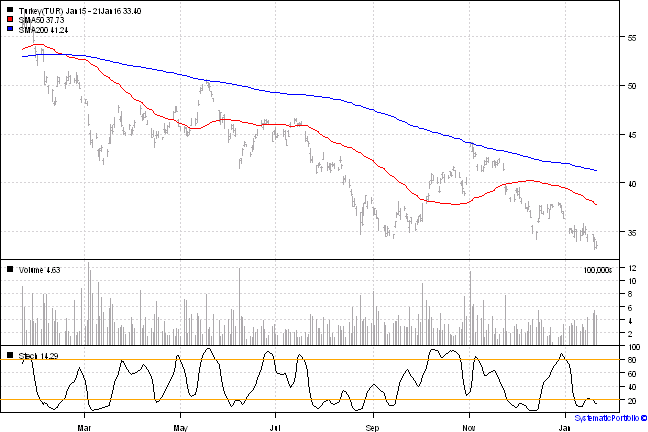 Turkey(TUR) Jan15 - 21Jan16 33.40
SMA50 37.73
SMA200 41.24
55
50
45
40
35
Volume 4.63
100,000s
12
10
8
6
4
2
Stoch 14.29
100
80
60
40
20
Mar May Jul Sep Nov Jan
SystematicPortfolio ©